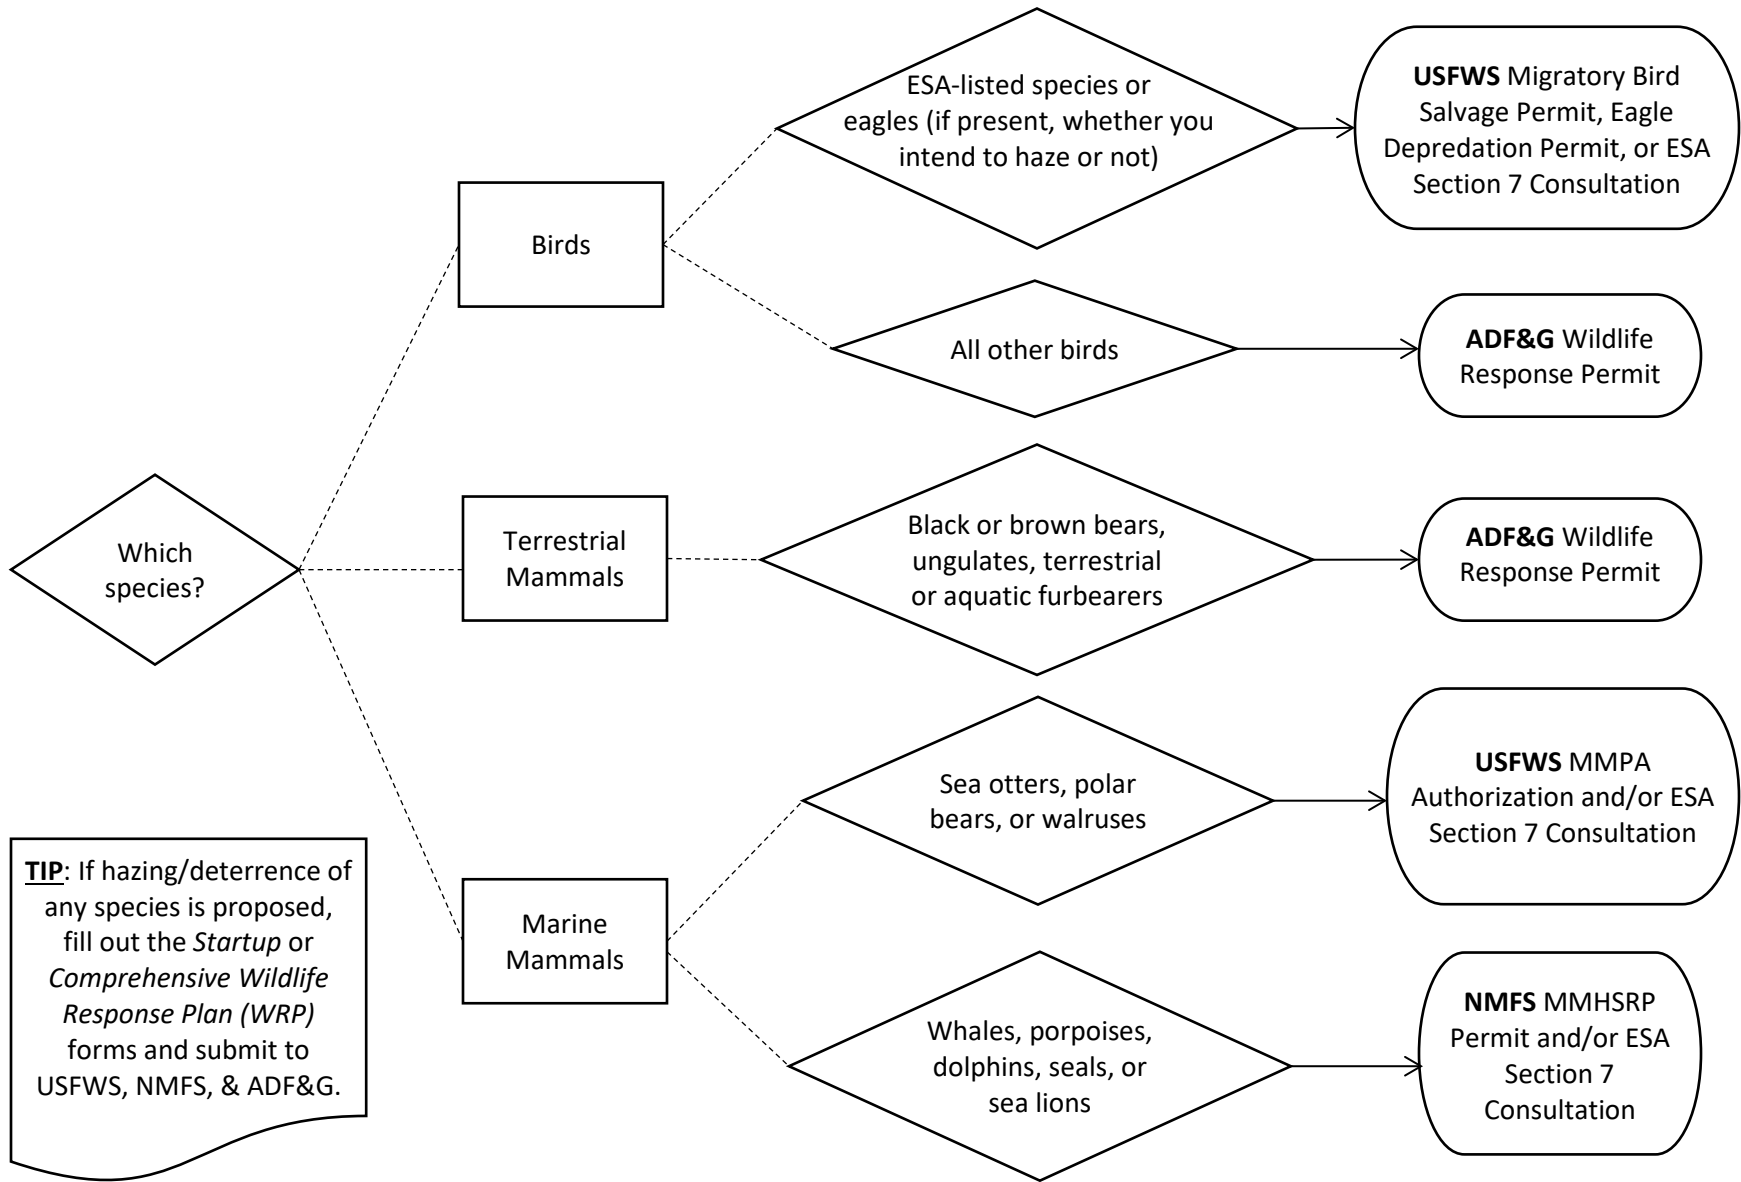 Which
species?
Birds
ESA-listed species or
eagles (if present, whether you
intend to haze or not)
USFWS Migratory Bird
Salvage Permit, Eagle
Depredation Permit, or ESA
Section 7 Consultation
All other birds
ADF&G Wildlife
Response Permit
Terrestrial
Mammals
Black or brown bears,
ungulates, terrestrial
or aquatic furbearers
ADF&G Wildlife
Response Permit
Marine
Mammals
Sea otters, polar
bears, or walruses
USFWS MMPA
Authorization and/or ESA
Section 7 Consultation
Whales, porpoises,
dolphins, seals, or
sea lions
NMFS MMHSRP
Permit and/or ESA
Section 7
Consultation
TIP: If hazing/deterrence of
any species is proposed,
fill out the Startup or
Comprehensive Wildlife
Response Plan (WRP)
forms and submit to
USFWS, NMFS, & ADF&G.